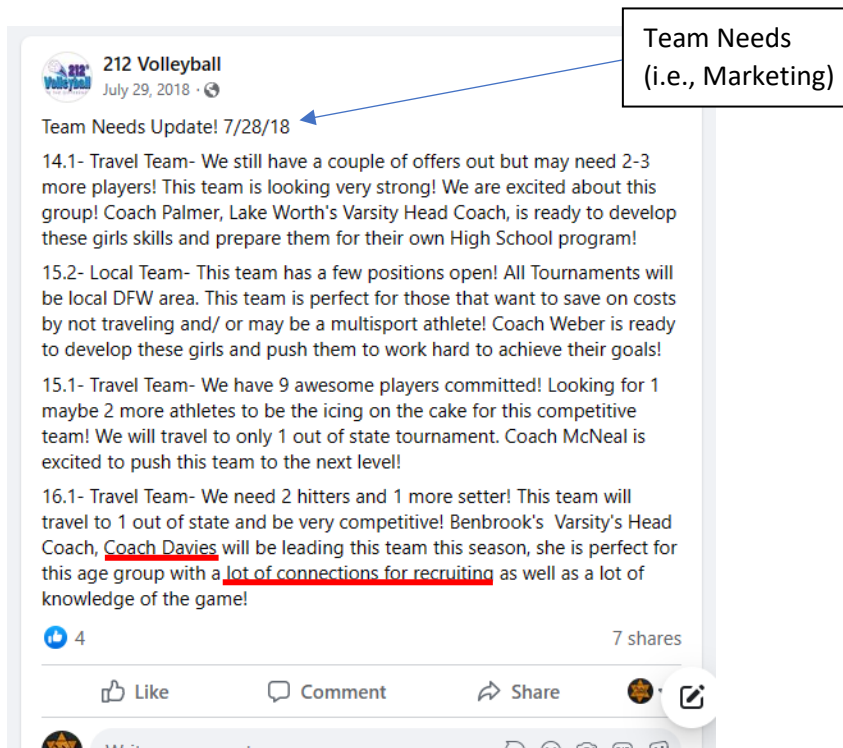 Team Needs
(i.e., Marketing)
212 Volleyball
July 29, 2018 ·
Team Needs Update! 7/28/18
14.1- Travel Team- We still have a couple of offers out but may need 2-3
more players! This team is looking very strong! We are excited about this
group! Coach Palmer, Lake Worth's Varsity Head Coach, is ready to develop
these girls skills and prepare them for their own High School program!
15.2- Local Team- This team has a few positions open! All Tournaments will
be local DFW area. This team is perfect for those that want to save on costs
by not traveling and/ or may be a multisport athlete! Coach Weber is ready
to develop these girls and push them to work hard to achieve their goals!
15.1- Travel Team- We have 9 awesome players committed! Looking for 1
maybe 2 more athletes to be the icing on the cake for this competitive
team! We will travel to only 1 out of state tournament. Coach McNeal is
excited to push this team to the next level!
16.1- Travel Team- We need 2 hitters and 1 more setter! This team will
travel to 1 out of state and be very competitive! Benbrook's Varsity's Head
Coach, Coach Davies will be leading this team this season, she is perfect for
this age group with a lot of connections for recruiting as well as a lot of
knowledge of the game!
4
7 shares
Like Comment Share